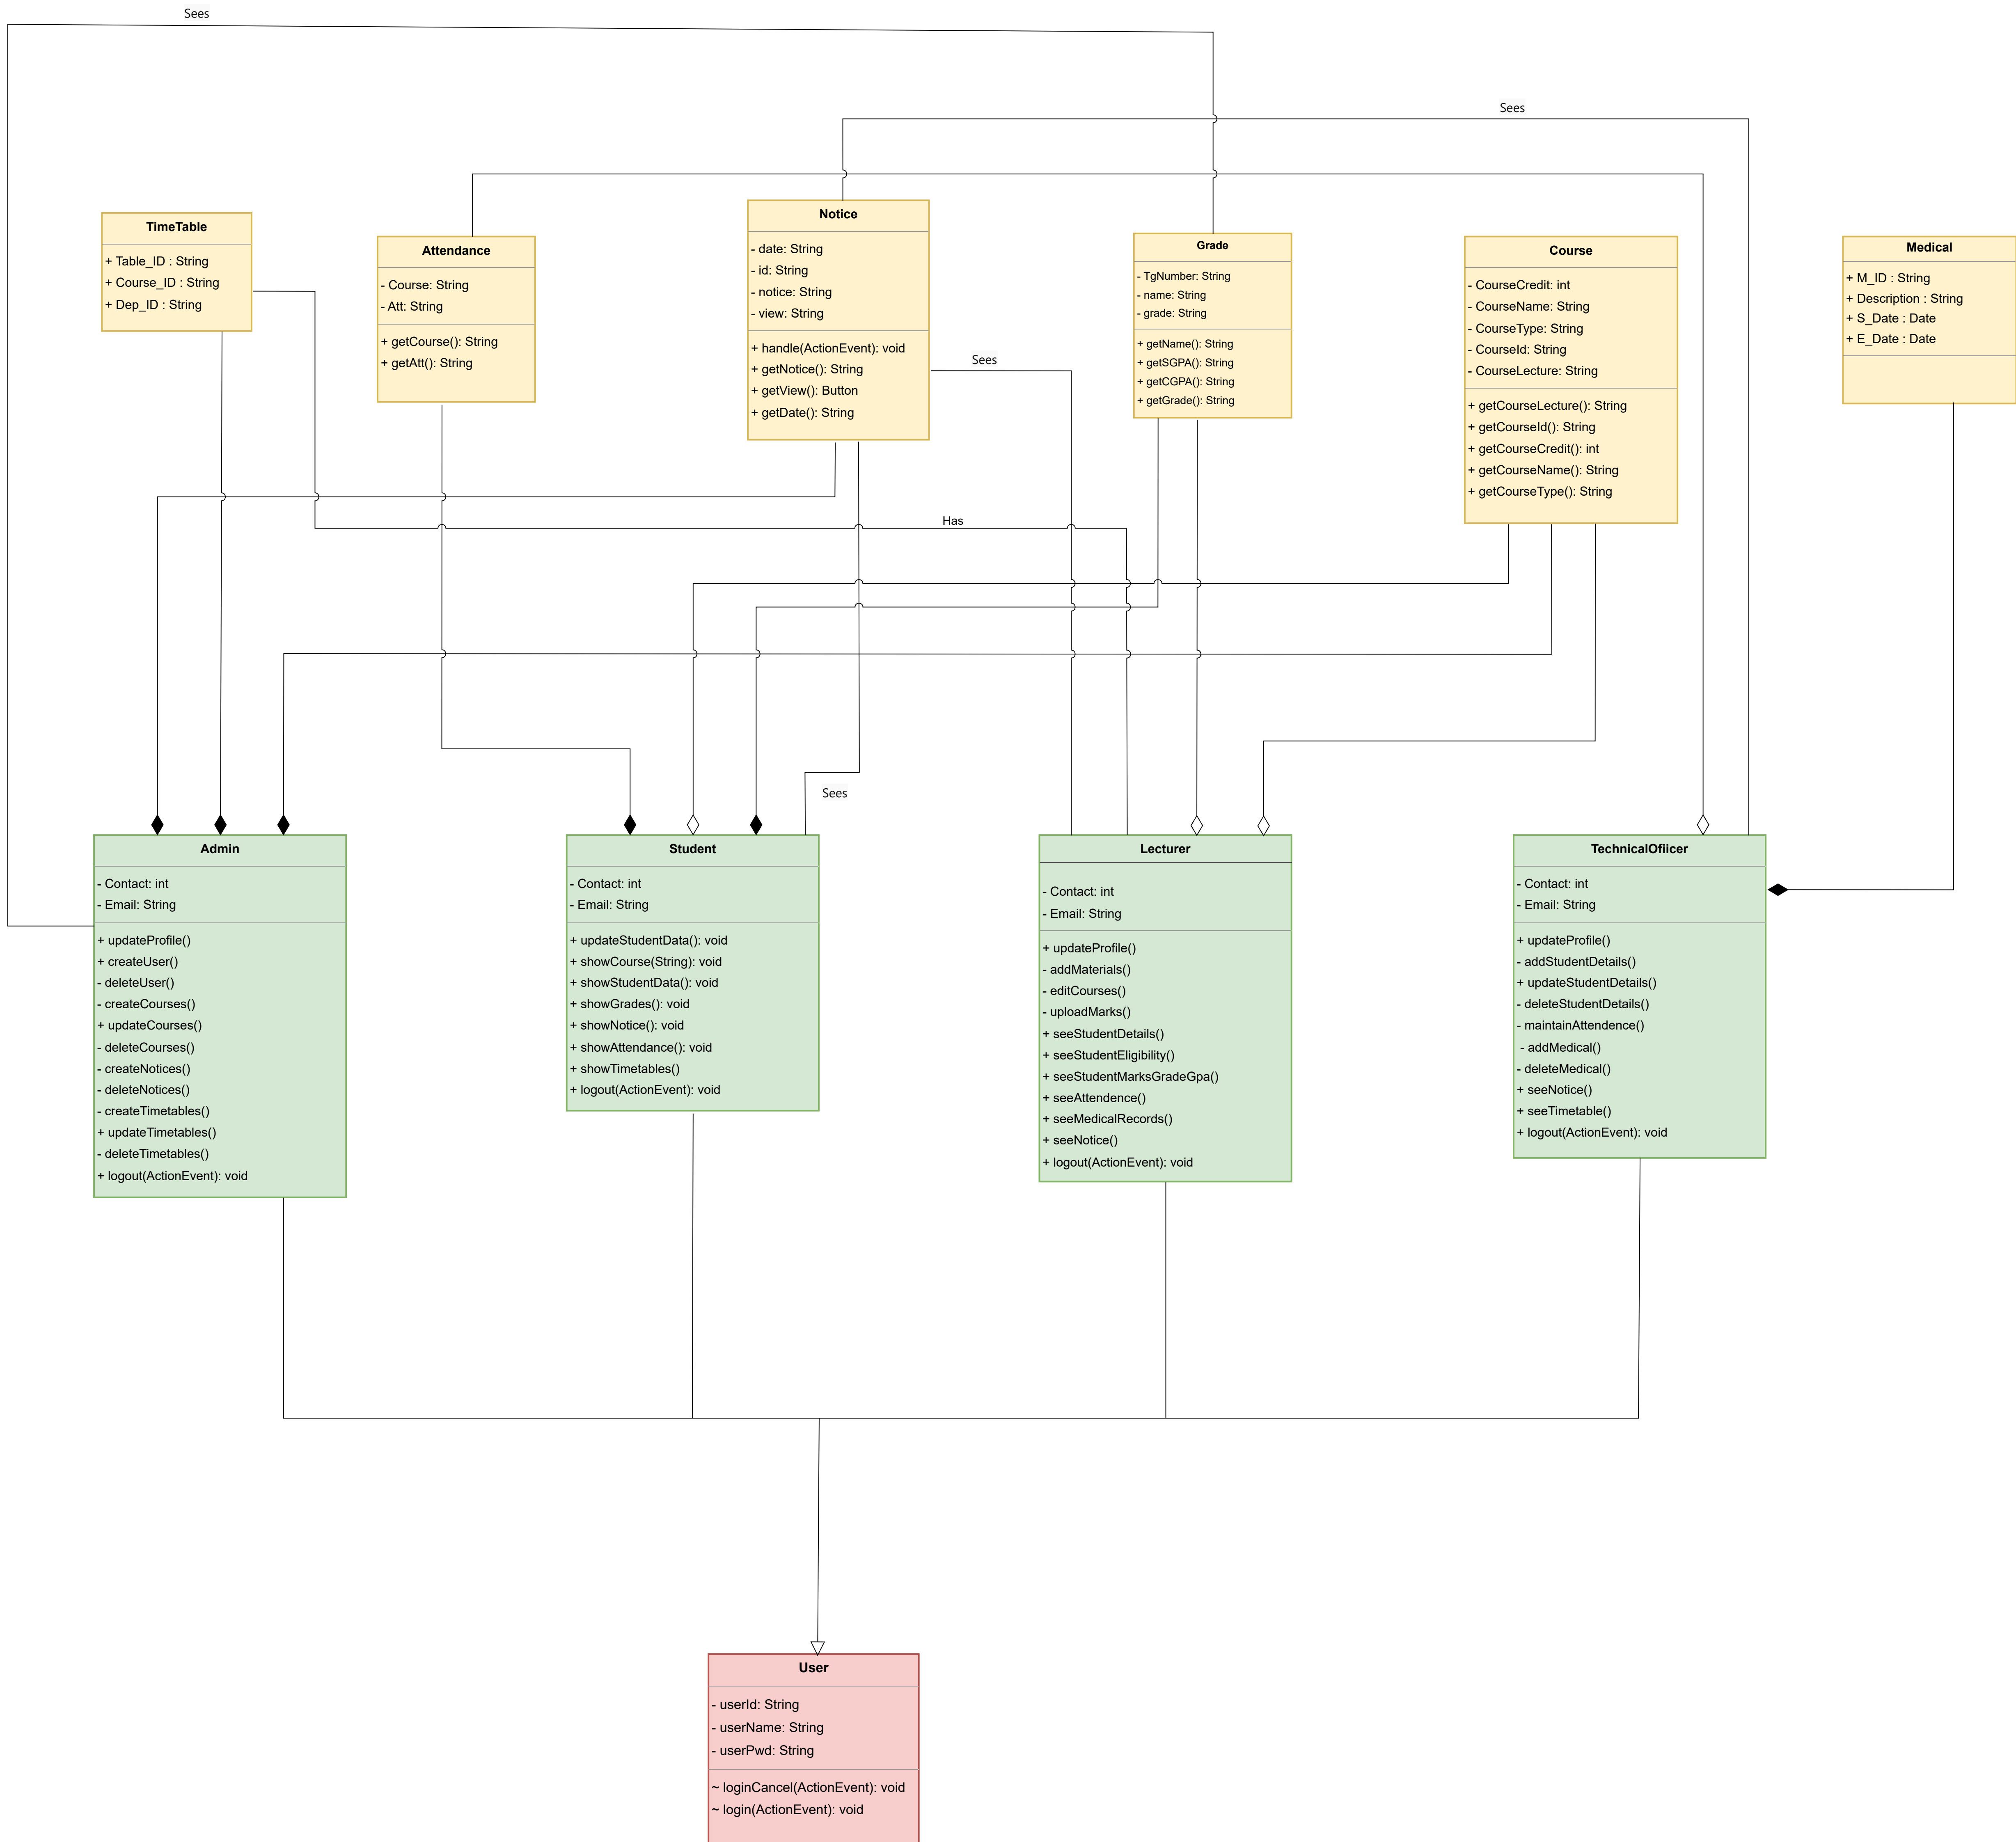 Sees
Sees
TimeTable
+ Table_ID : String
+ Course_ID : String
+ Dep_ID : String
Attendance
- Course: String
- Att: String
+ getCourse(): String
+ getAtt(): String
Notice
- date: String
- id: String
- notice: String
- view: String
+ handle(ActionEvent): void
+ getNotice(): String
+ getView(): Button
+ getDate(): String
Grade
- TgNumber: String
- name: String
- grade: String
+ getName(): String
+ getSGPA(): String
+ getCGPA(): String
+ getGrade(): String
Course
- CourseCredit: int
- CourseName: String
- CourseType: String
- CourseId: String
- CourseLecture: String
+ getCourseLecture(): String
+ getCourseId(): String
+ getCourseCredit(): int
+ getCourseName(): String
+ getCourseType(): String
Medical
+ M_ID : String
+ Description : String
+ S_Date : Date
+ E_Date : Date
Sees
Has
Sees
Admin
- Contact: int
- Email: String
+ updateProfile()
+ createUser()
- deleteUser()
- createCourses()
+ updateCourses()
- deleteCourses()
- createNotices()
- deleteNotices()
- createTimetables()
+ updateTimetables()
- deleteTimetables()
+ logout(ActionEvent): void
Student
- Contact: int
- Email: String
+ updateStudentData(): void
+ showCourse(String): void
+ showStudentData(): void
+ showGrades(): void
+ showNotice(): void
+ showAttendance(): void
+ showTimetables()
+ logout(ActionEvent): void
Lecturer
- Contact: int
- Email: String
+ updateProfile()
- addMaterials()
- editCourses()
- uploadMarks()
+ seeStudentDetails()
+ seeStudentEligibility()
+ seeStudentMarksGradeGpa()
+ seeAttendence()
+ seeMedicalRecords()
+ seeNotice()
+ logout(ActionEvent): void
TechnicalOfiicer
- Contact: int
- Email: String
+ updateProfile()
- addStudentDetails()
+ updateStudentDetails()
- deleteStudentDetails()
- maintainAttendence()
- addMedical()
- deleteMedical()
+ seeNotice()
+ seeTimetable()
+ logout(ActionEvent): void
User
- userId: String
- userName: String
- userPwd: String
~ loginCancel(ActionEvent): void
~ login(ActionEvent): void